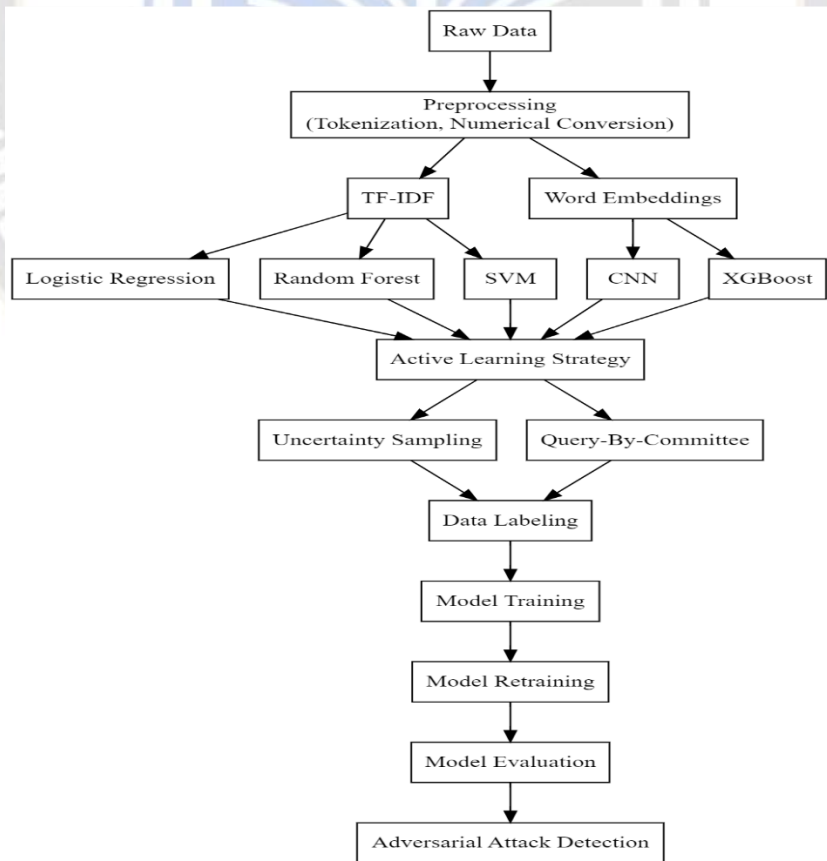 Raw Data
Preprocessing
(Tokenization, Numerical Conversion)
TF-IDF
Word Embeddings
Logistic Regression
Random Forest
SVM
CNN
XGBoost
Active Learning Strategy
Uncertainty Sampling
Query-By-Committee
Data Labeling
Model Training
Model Retraining
Model Evaluation
Adversarial Attack Detection